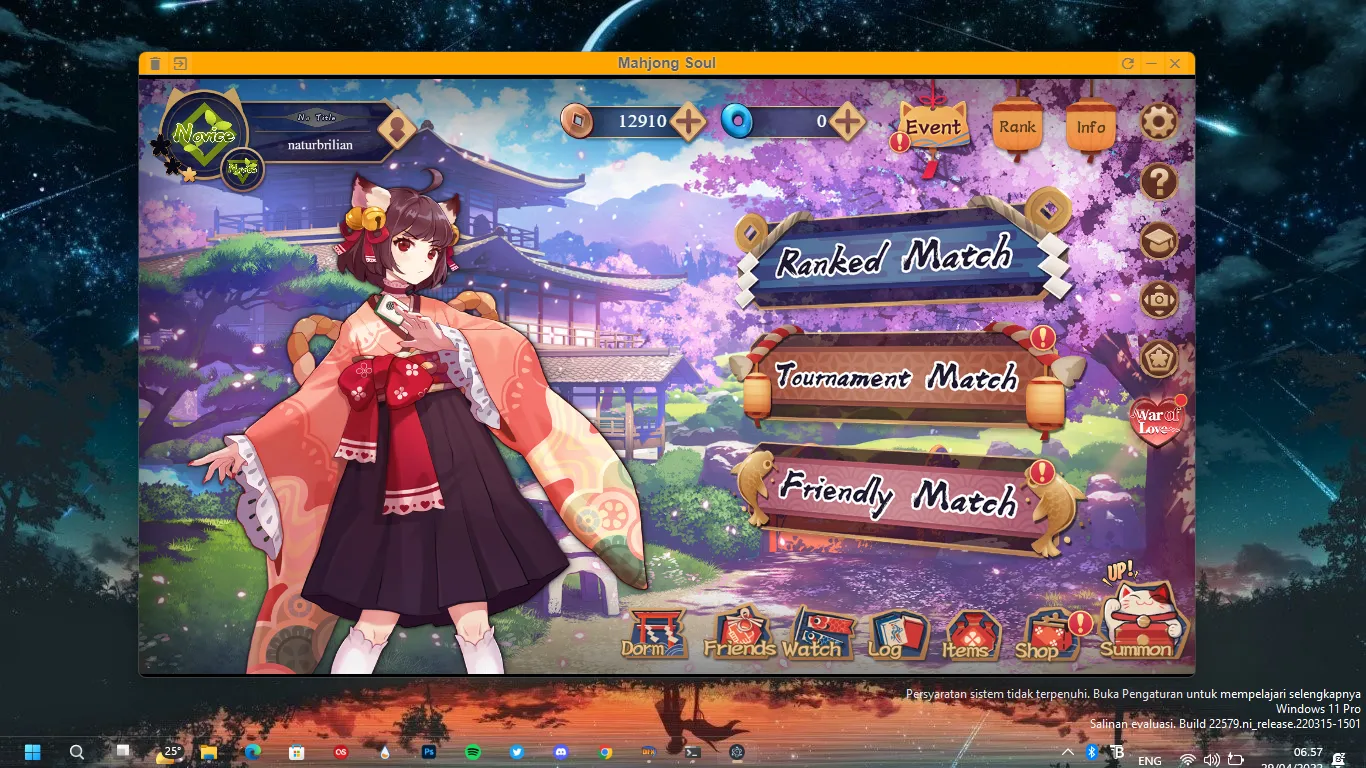 Mahjong Soul
Novice
No Title
naturbrilian
Novice
12910
0
Event
Rank
Info
Ranked Match
Tournament Match
Friendly Match
War of
Love
UP!
Dorm
Friends
Watch
Log
Items
Shop
Summon
Persyaratan sistem tidak terpenuhi. Buka Pengaturan untuk mempelajari selengkapnya
Windows 11 Pro
Salinan evaluasi. Build 22579.ni_release.220315-1501
25°
Ps
ENG
06.57